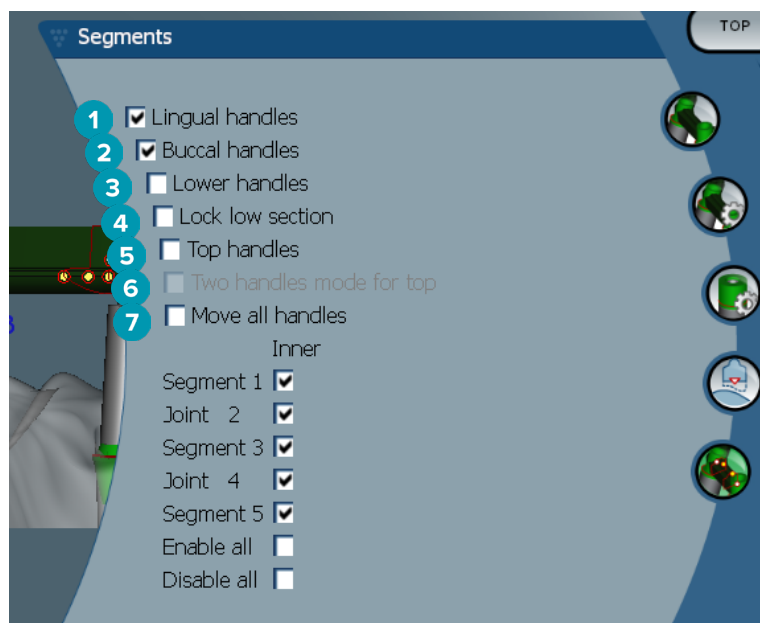 Segments
TOP
1 Lingual handles
2 Buccal handles
3 Lower handles
4 Lock low section
5 Top handles
6 Two handles mode for top
7 Move all handles
Inner
Segment 1
Joint 2
Segment 3
Joint 4
Segment 5
Enable all
Disable all